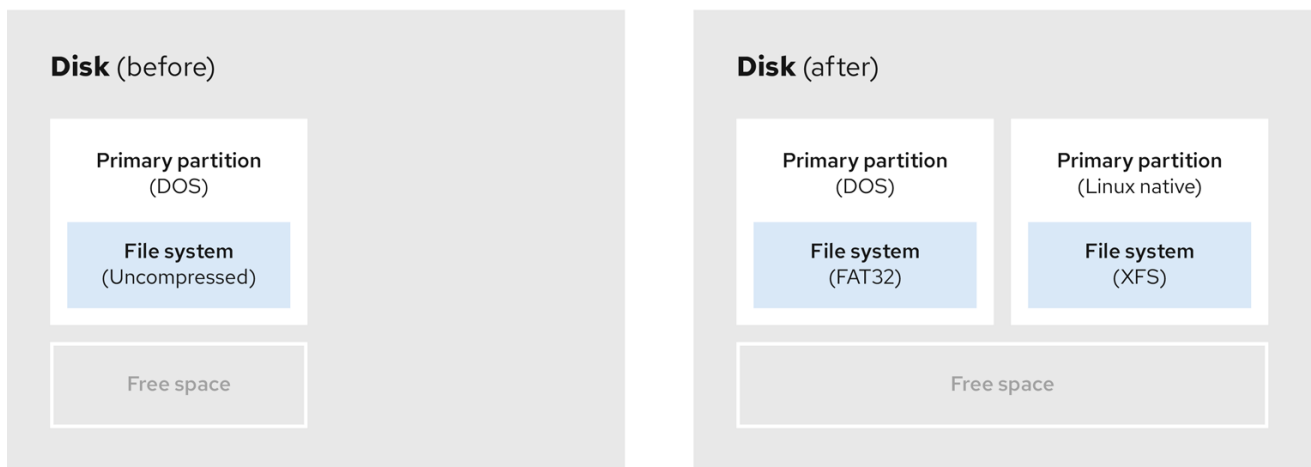 Disk (before)
Primary partition
(DOS)
File system
(Uncompressed)
Free space
Disk (after)
Primary partition
(DOS)
File system
(FAT32)
Primary partition
(Linux native)
File system
(XFS)
Free space